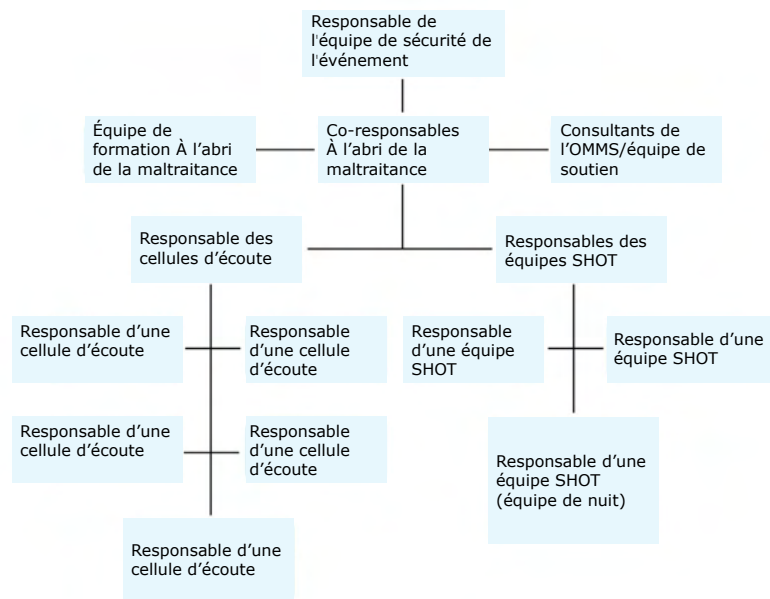 Responsable de
l'équipe de sécurité de
l'événement
Équipe de
formation À l’abri
de la maltraitance
Co-responsables
À l’abri de la
maltraitance
Consultants de
l’OMMS/équipe de
soutien
Responsable des
cellules d’écoute
Responsables des
équipes SHOT
Responsable d’une
cellule d’écoute
Responsable
d’une cellule
d’écoute
Responsable
d’une équipe
SHOT
Responsable d’une
équipe SHOT
Responsable d’une
cellule d’écoute
Responsable
d’une cellule
d’écoute
Responsable d’une
équipe SHOT
(équipe de nuit)
Responsable d’une
cellule d’écoute